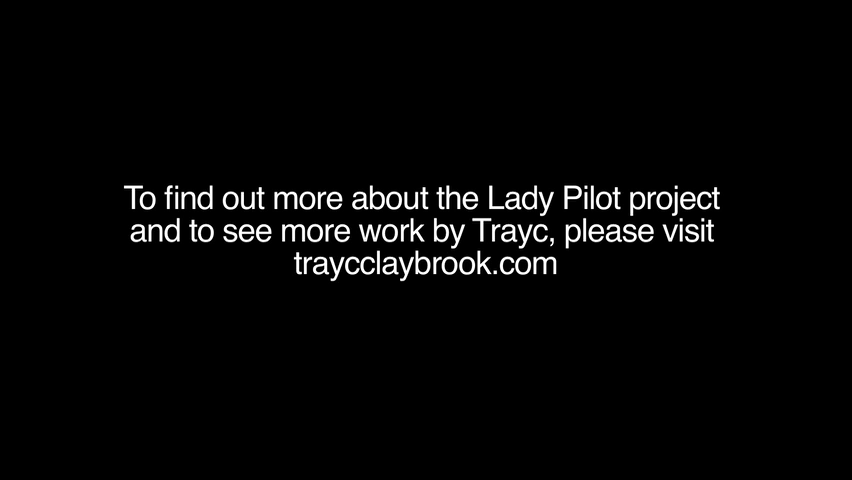 To find out more about the Lady Pilot project
and to see more work by Trayc, please visit
traycclaybrook.com